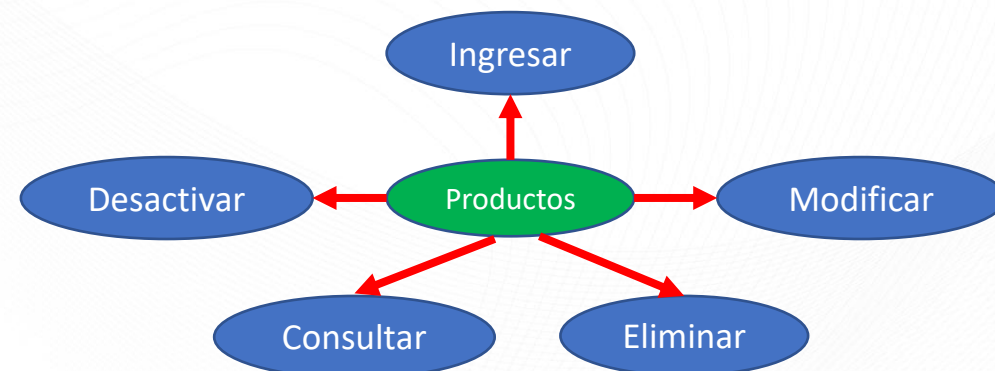 Ingresar
Desactivar
Productos
Modificar
Consultar
Eliminar